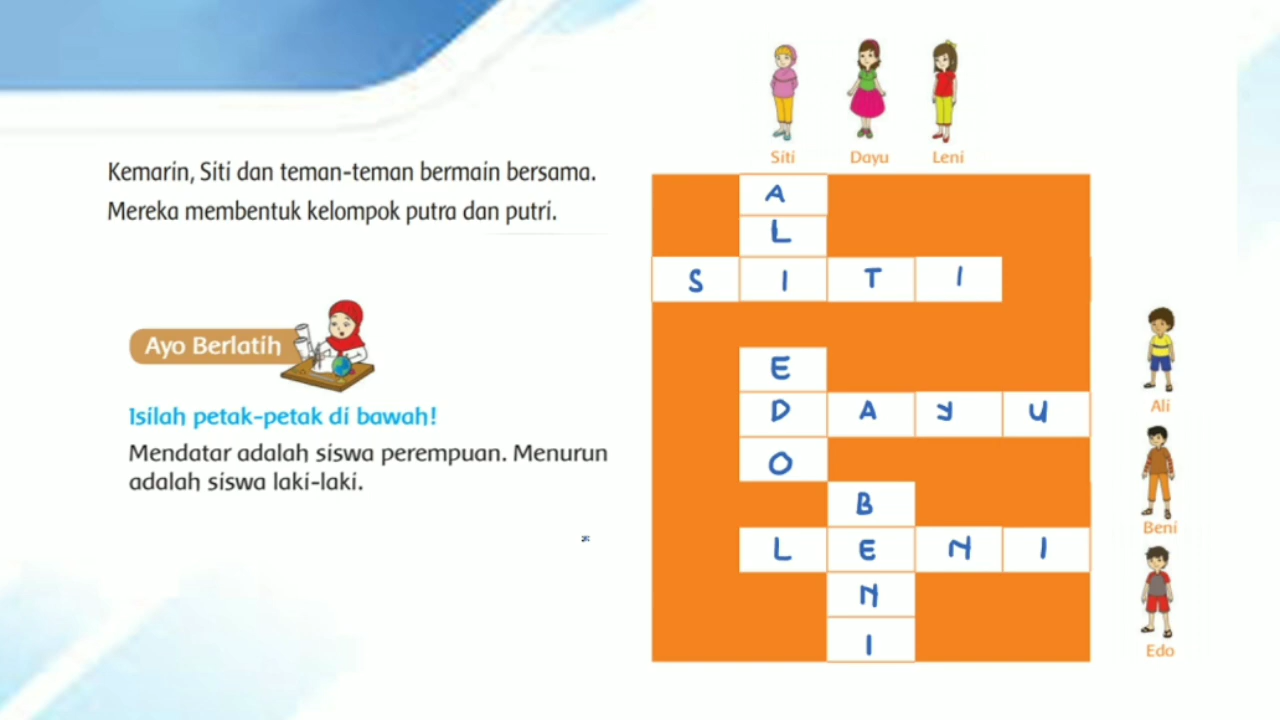 Kemarin, Siti dan teman-teman bermain bersama.
Mereka membentuk kelompok putra dan putri.
Ayo Berlatih
Isilah petak-petak di bawah!
Mendatar adalah siswa perempuan. Menurun
adalah siswa laki-laki.
Siti Dayu Leni
A
L
S I T I
E
D A Y U
O
B
L E N I
N
I
Ali
Beni
Edo